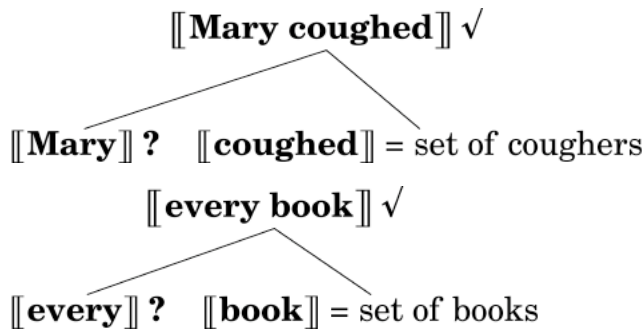 ⟦Mary coughed⟧ √
⟦Mary⟧ ? ⟦coughed⟧ = set of coughers
⟦every book⟧ √
⟦every⟧ ? ⟦book⟧ = set of books